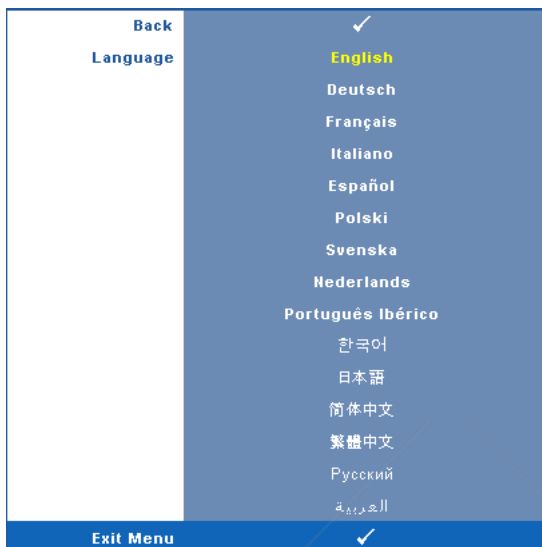 Back ✓
Language English
Deutsch
Français
Italiano
Español
Polski
Svenska
Nederlands
Português Ibérico
한국어
日本語
简体中文
繁體中文
Русский
العربية
Exit Menu ✓